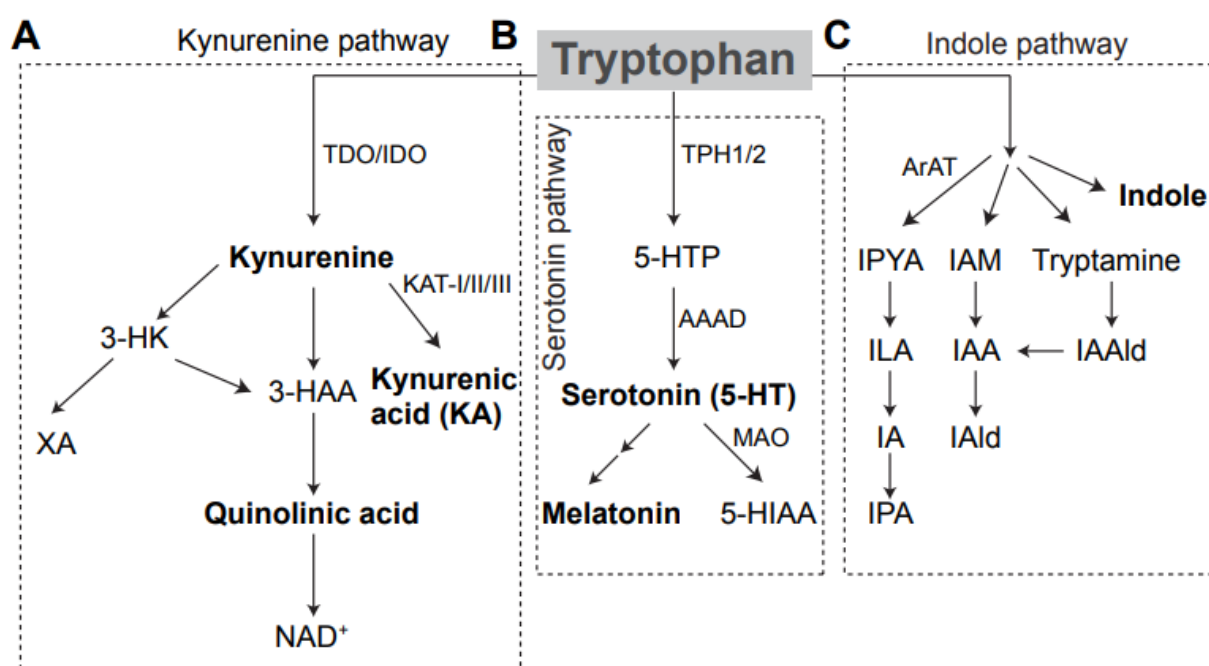 A
Kynurenine pathway
B
Tryptophan
C
Indole pathway
TDO/IDO
Kynurenine
KAT-I/II/III
3-HK
3-HAA
Kynurenic
acid (KA)
XA
Quinolinic acid
NAD⁺
Serotonin pathway
TPH1/2
5-HTP
AAAD
Serotonin (5-HT)
MAO
Melatonin
5-HIAA
ArAT
Indole
IPYA
IAM
Tryptamine
ILA
IAA
IAAld
IA
IAld
IPA